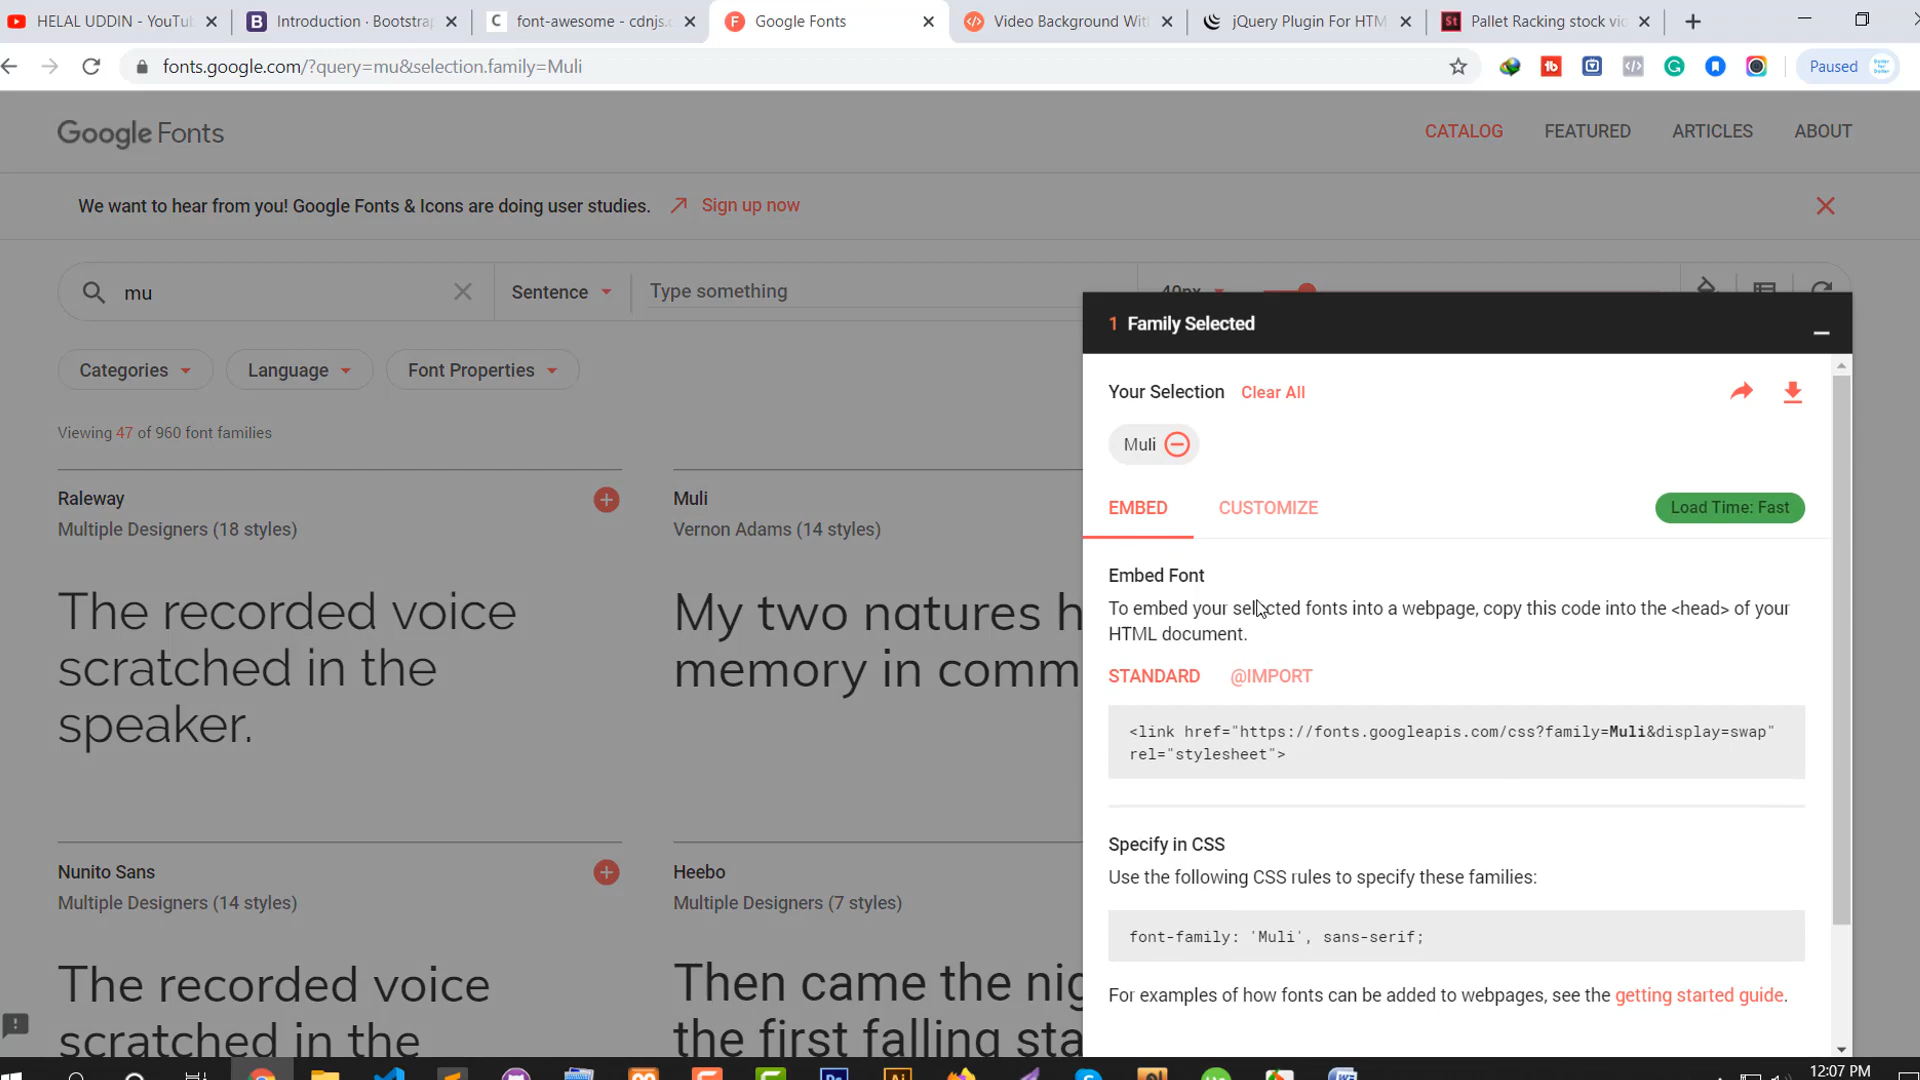 HELAL UDDIN - YouTu
Introduction · Bootstra
font-awesome - cdnjs.c
Google Fonts
Video Background Wit
jQuery Plugin For HTM
Pallet Racking stock vi
fonts.google.com/?query=mu&selection.family=Muli
Paused
Google Fonts
CATALOG
FEATURED
ARTICLES
ABOUT
We want to hear from you! Google Fonts & Icons are doing user studies.
Sign up now
mu
Sentence
Type something
40px
Categories
Language
Font Properties
Viewing 47 of 960 font families
Raleway
Multiple Designers (18 styles)
The recorded voice
scratched in the
speaker.
Muli
Vernon Adams (14 styles)
My two natures h
memory in comm
Nunito Sans
Multiple Designers (14 styles)
The recorded voice
scratched in the
Heebo
Multiple Designers (7 styles)
Then came the nig
the first falling sta
1 Family Selected
Your Selection Clear All
Muli
EMBED
CUSTOMIZE
Load Time: Fast
Embed Font
To embed your selected fonts into a webpage, copy this code into the <head> of your
HTML document.
STANDARD
@IMPORT
<link href="https://fonts.googleapis.com/css?family=Muli&display=swap"
rel="stylesheet">
Specify in CSS
Use the following CSS rules to specify these families:
font-family: 'Muli', sans-serif;
For examples of how fonts can be added to webpages, see the getting started guide.
12:07 PM